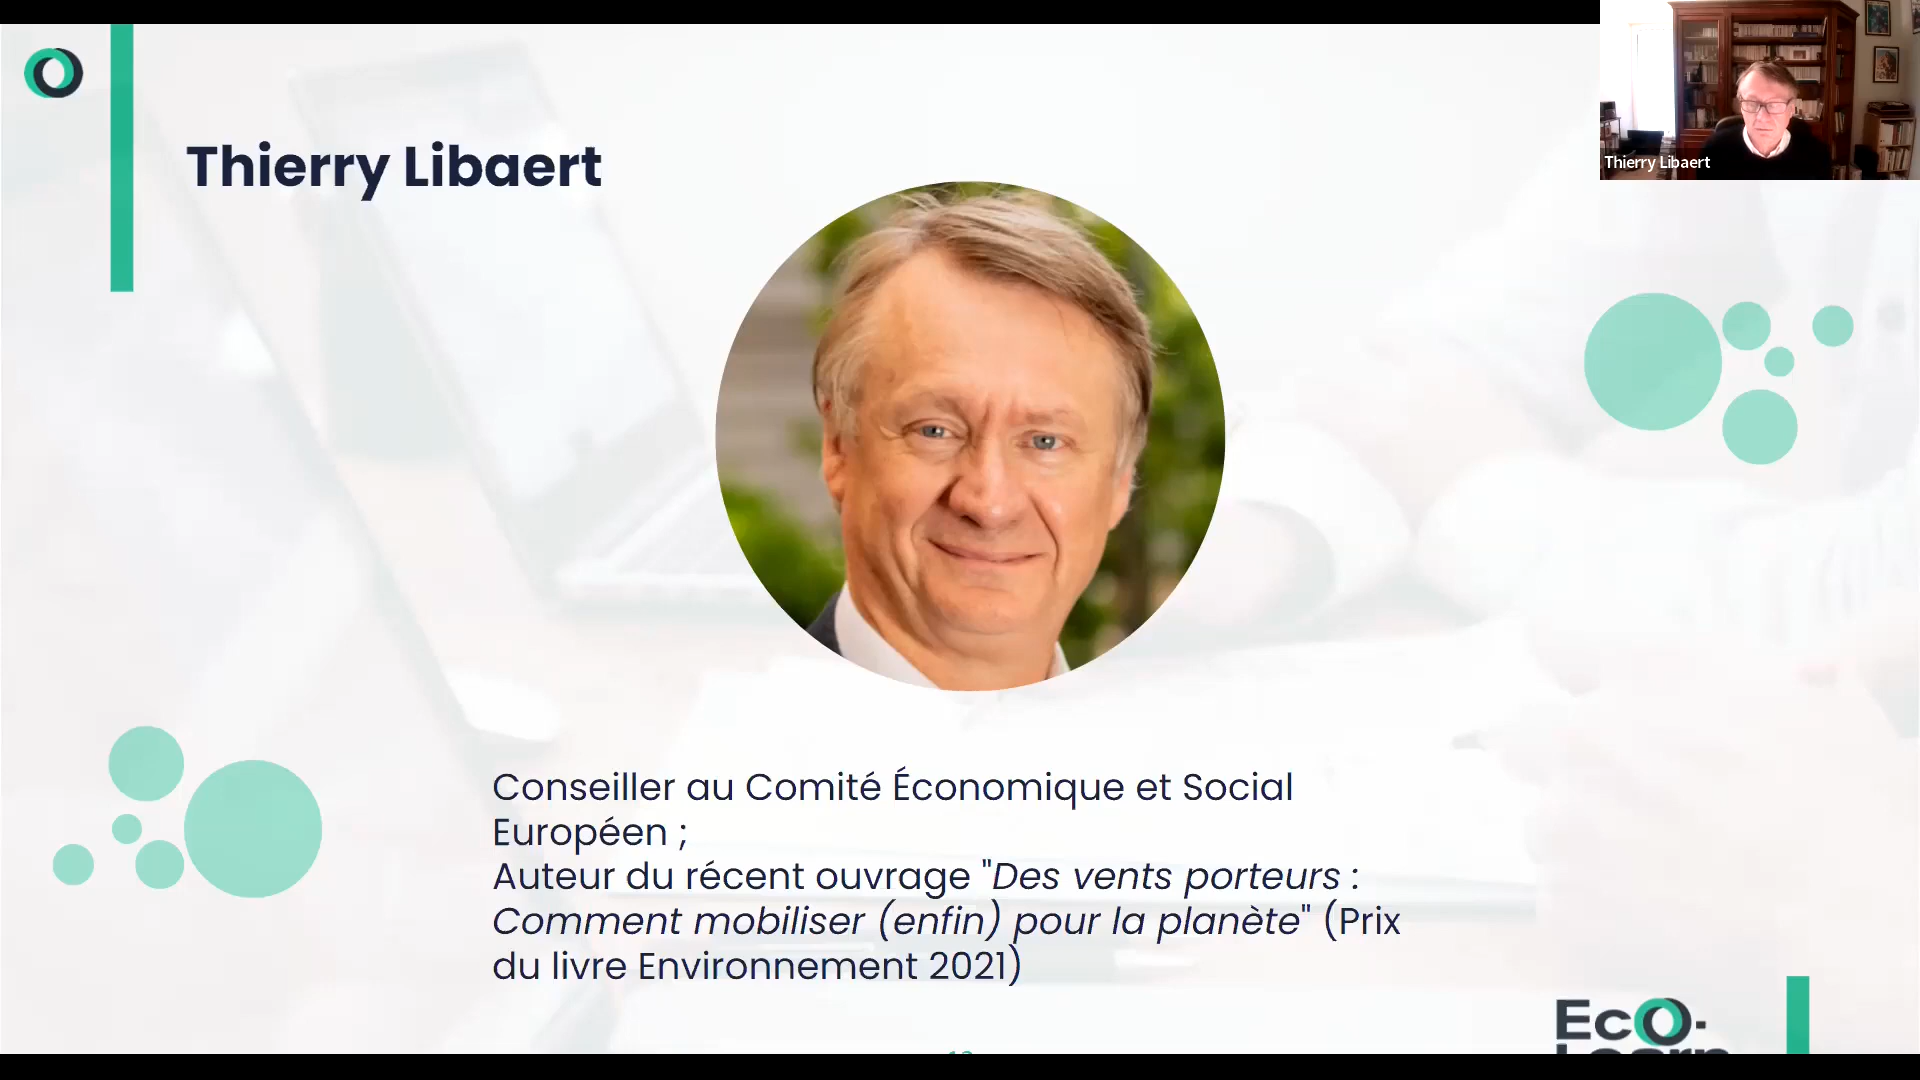 Thierry Libaert
Thierry Libaert
Conseiller au Comité Économique et Social
Européen ;
Auteur du récent ouvrage "Des vents porteurs :
Comment mobiliser (enfin) pour la planète" (Prix
du livre Environnement 2021)
EcO-
Learn